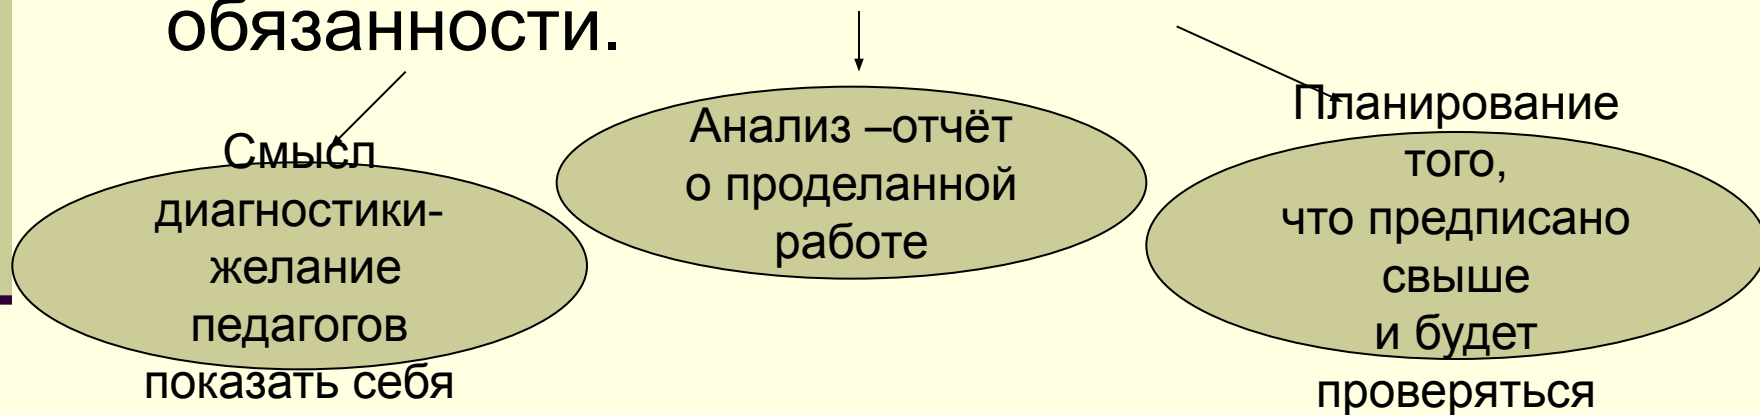 обязанности.
Смысл
диагностики-
желание
педагогов
показать себя
Анализ –отчёт
о проделанной
работе
Планирование
того,
что предписано
свыше
и будет
проверяться